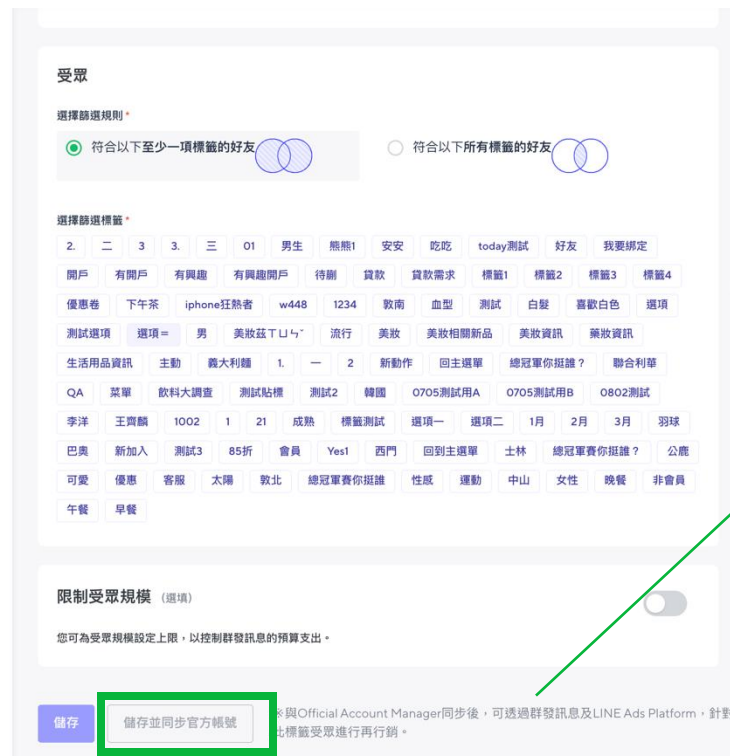 受眾
選擇篩選規則*
符合以下至少一項標籤的好友 符合以下所有標籤的好友
選擇篩選標籤*
2. 二 3 3. 三 01 男生 熊熊1 安安 吃吃 today測試 好友 我要綁定
開戶 有開戶 有興趣 有興趣開戶 待刪 貸款 貸款需求 標籤1 標籤2 標籤3 標籤4
優惠卷 下午茶 iphone狂熱者 w448 1234 敦南 血型 測試 白髮 喜歡白色 選項
測試選項 選項= 男 美妝茲ㄒㄩㄣˇ 流行 美妝 美妝相關新品 美妝資訊 藥妝資訊
生活用品資訊 主動 義大利麵 1. 一 2 新動作 回主選單 總冠軍你挺誰？ 聯合利華
QA 菜單 飲料大調查 測試貼標 測試2 韓國 0705測試用A 0705測試用B 0802測試
李洋 王齊麟 1002 1 21 成熟 標籤測試 選項一 選項二 1月 2月 3月 羽球
巴奧 新加入 測試3 85折 會員 Yes1 西門 回到主選單 士林 總冠軍賽你挺誰？ 公鹿
可愛 優惠 客服 太陽 敦北 總冠軍賽你挺誰 性感 運動 中山 女性 晚餐 非會員
午餐 早餐
限制受眾規模 (選填)
您可為受眾規模設定上限，以控制群發訊息的預算支出。
儲存 儲存並同步官方帳號 ※與Official Account Manager同步後，可透過群發訊息及LINE Ads Platform，針對
比標籤受眾進行再行銷。